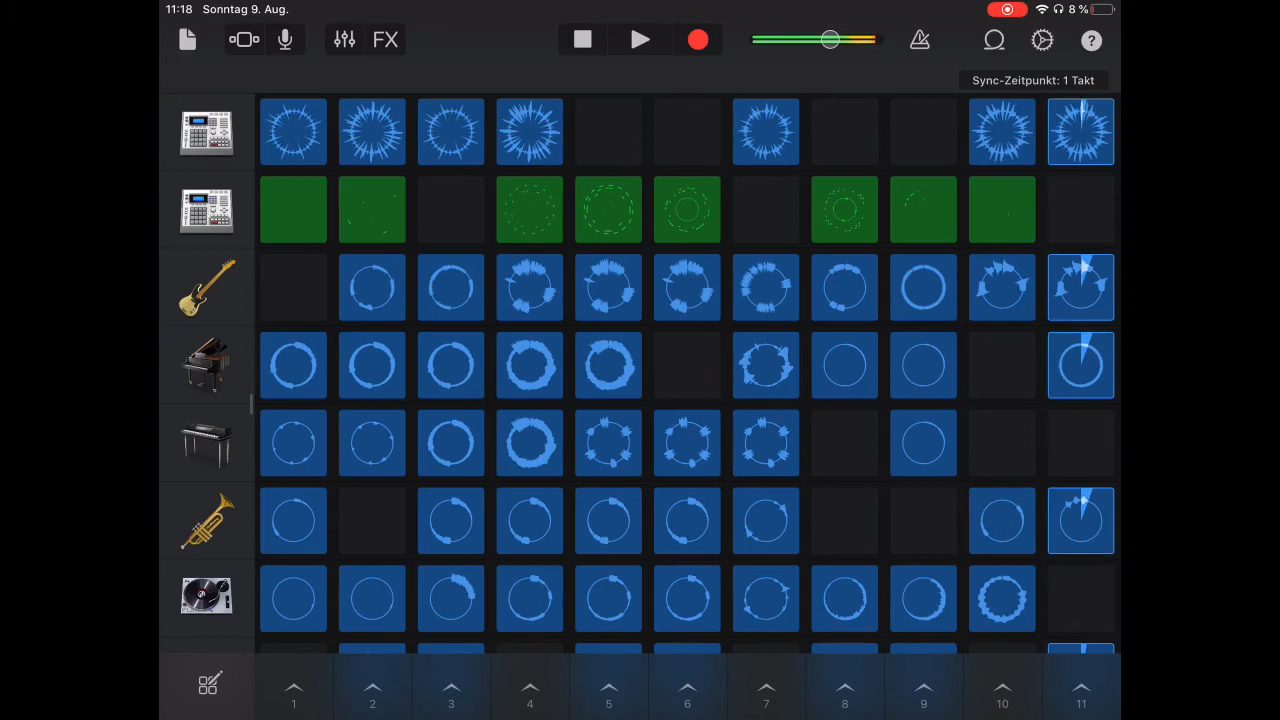 11:18 Sonntag 9. Aug. 8 %
FX ?
Sync-Zeitpunkt: 1 Takt
1 2 3 4 5 6 7 8 9 10 11